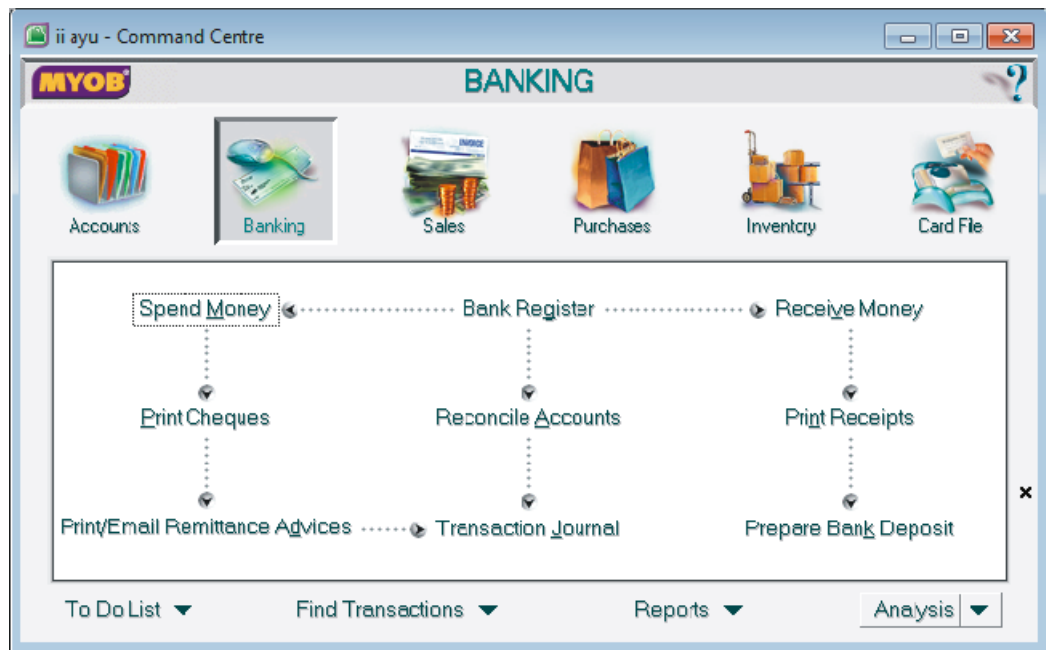 ii ayu - Command Centre
MYOB BANKING ?
Accounts Banking Sales Purchases Inventory Card File
Spend Money Bank Register Receive Money
Print Cheques Reconcile Accounts Print Receipts
Print/Email Remittance Advices Transaction Journal Prepare Bank Deposit
To Do List Find Transactions Reports Analysis